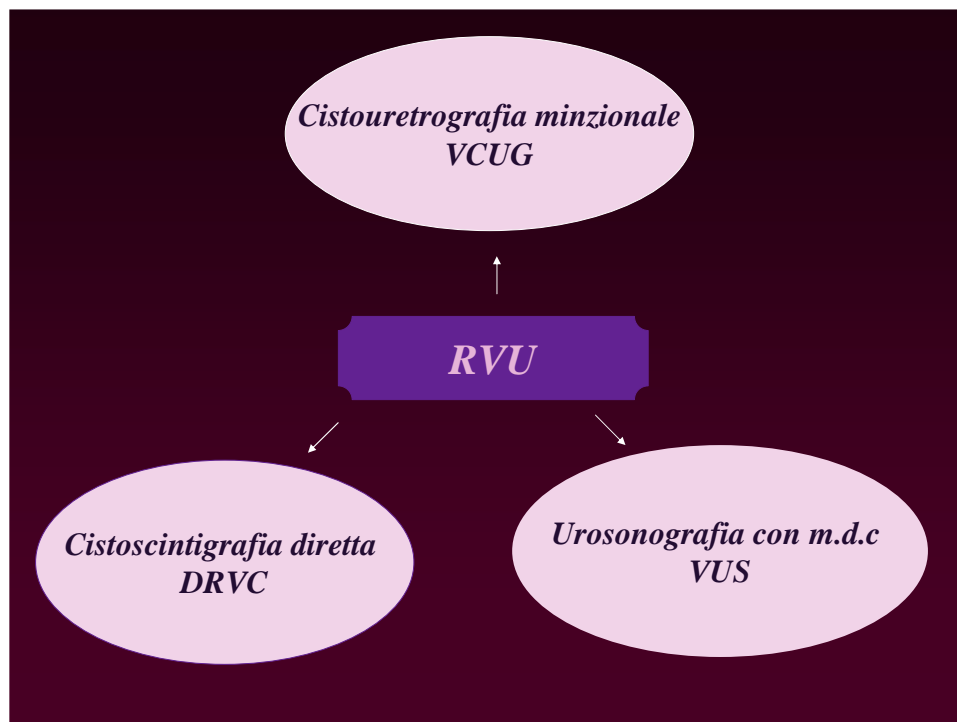 Cistouretrografia minzionale
VCUG
RVU
Cistoscintigrafia diretta
DRVC
Urosonografia con m.d.c
VUS